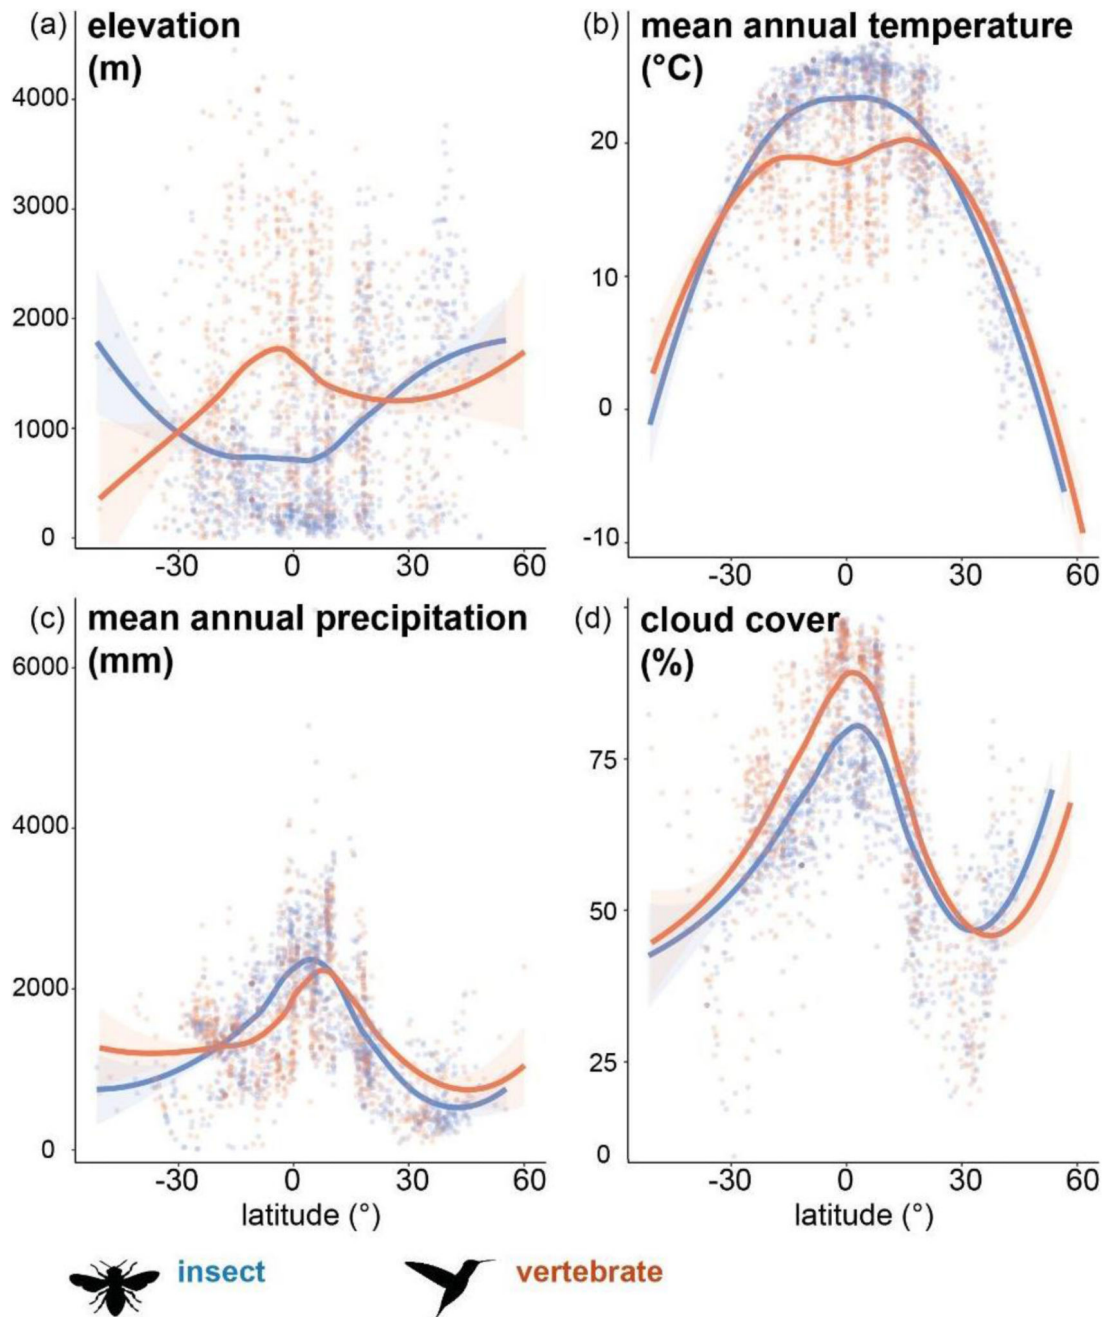 (a) elevation
(m)
4000
3000
2000
1000
0
-30 0 30 60
(b) mean annual temperature
(°C)
20
10
0
-10
-30 0 30 60
(c) mean annual precipitation
(mm)
6000
4000
2000
0
-30 0 30 60
latitude (°)
(d) cloud cover
(%)
75
50
25
0
-30 0 30 60
latitude (°)
insect vertebrate